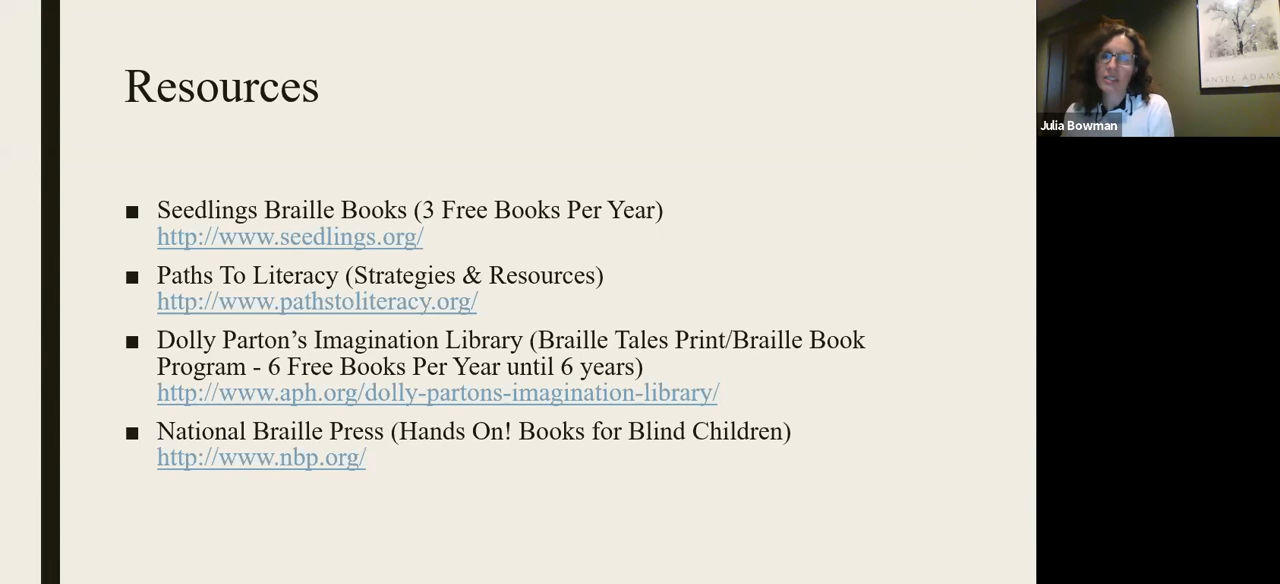 Resources
■ Seedlings Braille Books (3 Free Books Per Year)
http://www.seedlings.org/
■ Paths To Literacy (Strategies & Resources)
http://www.pathstoliteracy.org/
■ Dolly Parton’s Imagination Library (Braille Tales Print/Braille Book
Program - 6 Free Books Per Year until 6 years)
http://www.aph.org/dolly-partons-imagination-library/
■ National Braille Press (Hands On! Books for Blind Children)
http://www.nbp.org/
ANSEL ADAMS
Julia Bowman